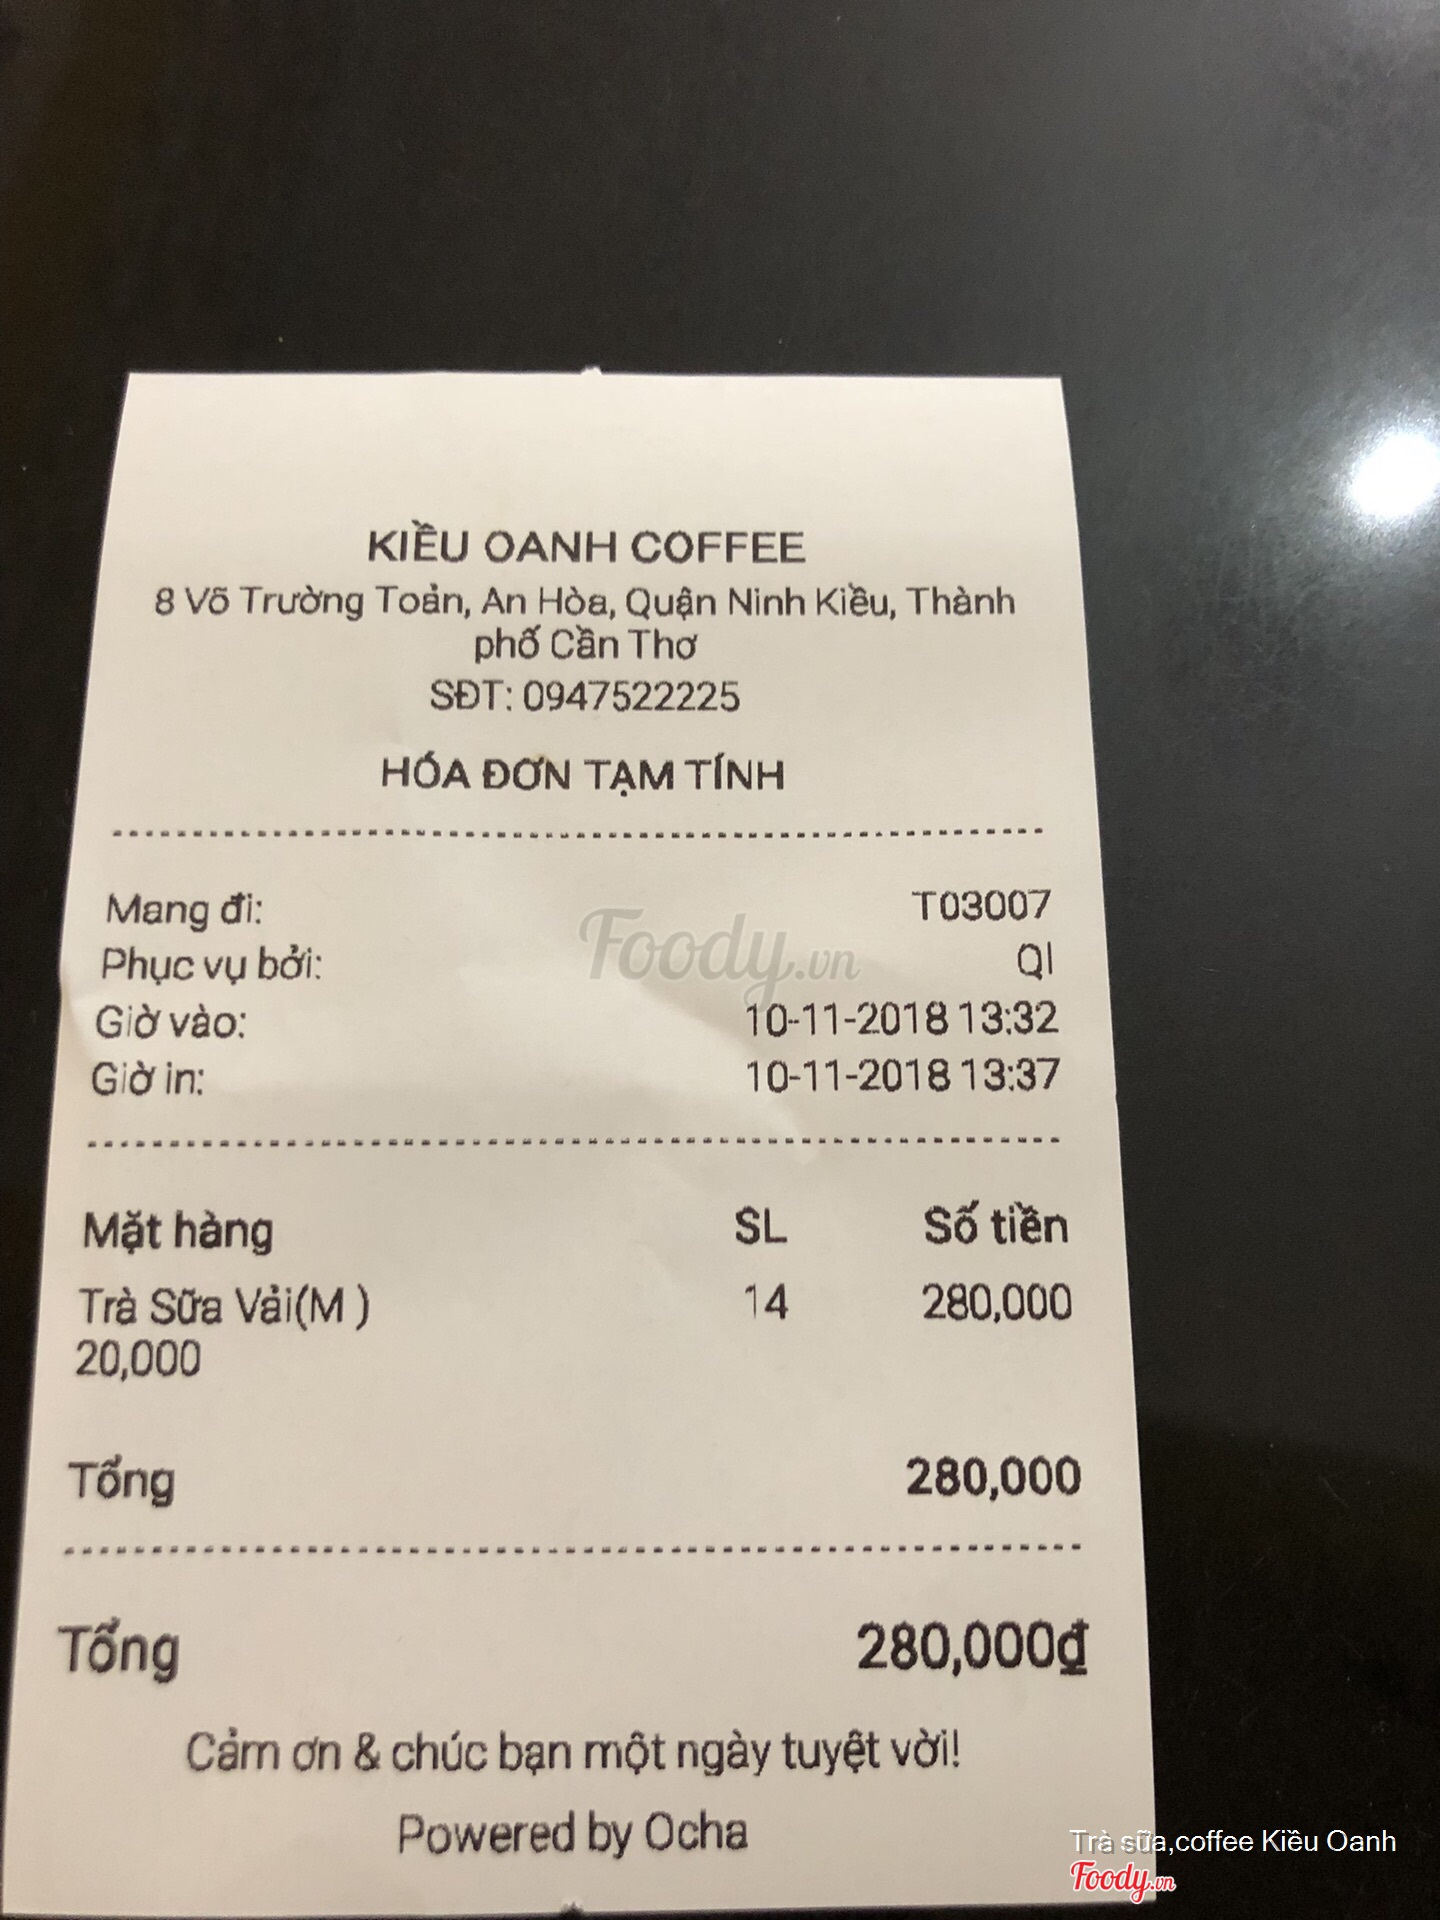 KIỀU OANH COFFEE
8 Võ Trường Toản, An Hòa, Quận Ninh Kiều, Thành
phố Cần Thơ
SĐT: 0947522225
HÓA ĐƠN TẠM TÍNH
Mang đi: T03007
Phục vụ bởi: QI
Giờ vào: 10-11-2018 13:32
Giờ in: 10-11-2018 13:37
Foody.vn
Mặt hàng SL Số tiền
Trà Sữa Vải(M ) 14 280,000
20,000
Tổng 280,000
Tổng 280,000₫
Cảm ơn & chúc bạn một ngày tuyệt vời!
Powered by Ocha
Trà sữa,coffee Kiều Oanh
Foody.vn